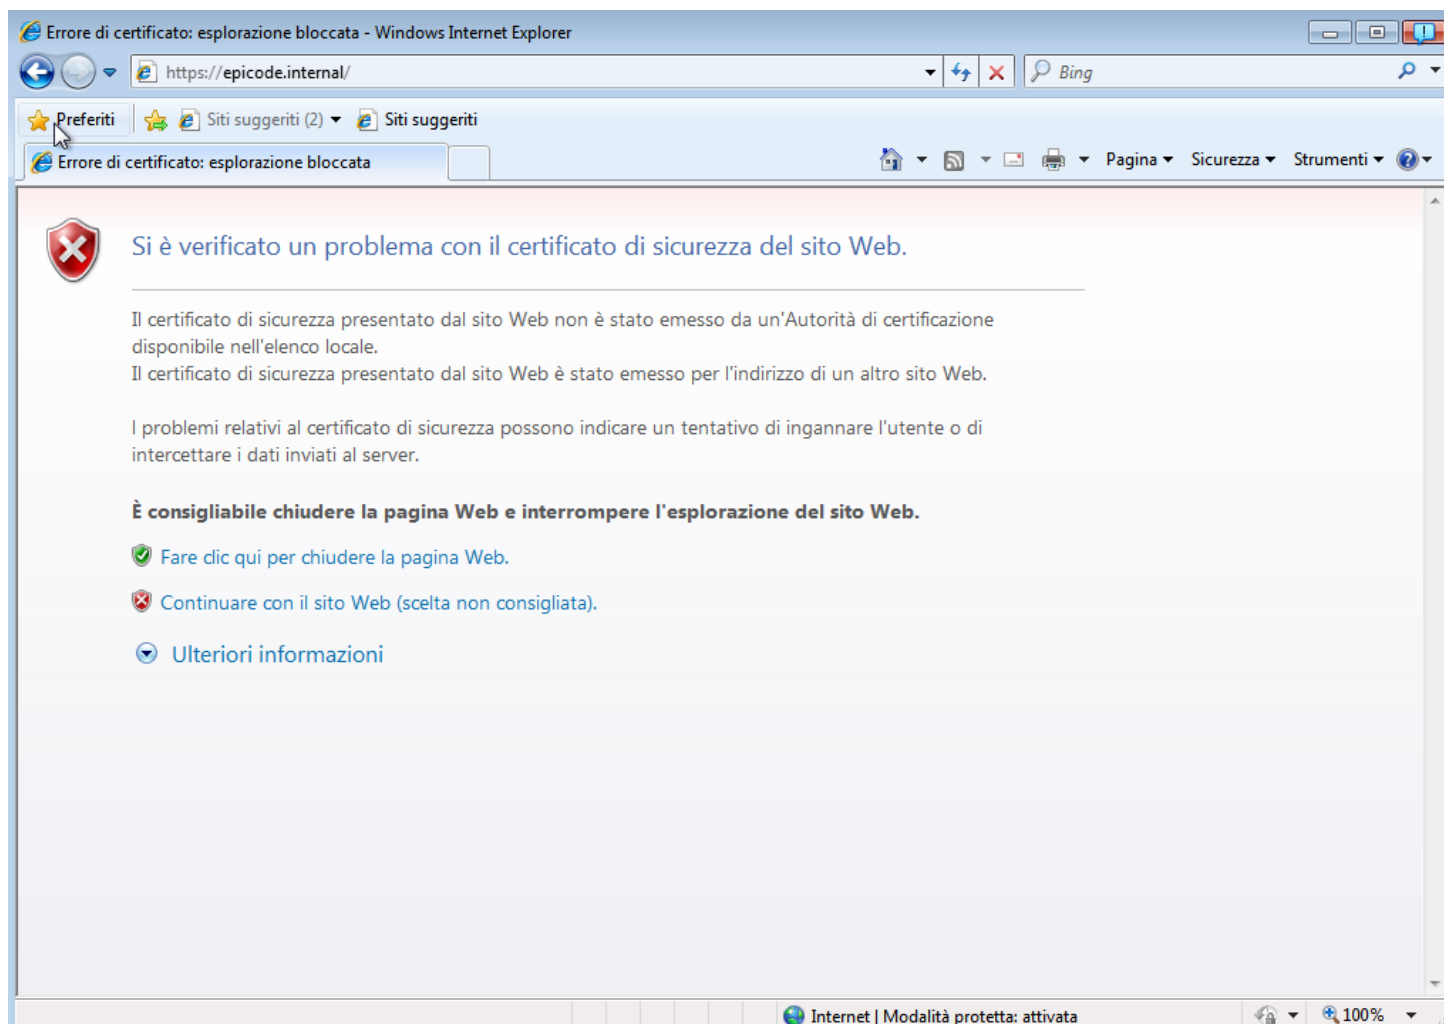 Errore di certificato: esplorazione bloccata - Windows Internet Explorer
https://epicode.internal/
Bing
Preferiti
Siti suggeriti (2)
Siti suggeriti
Errore di certificato: esplorazione bloccata
Pagina
Sicurezza
Strumenti
Si è verificato un problema con il certificato di sicurezza del sito Web.
Il certificato di sicurezza presentato dal sito Web non è stato emesso da un'Autorità di certificazione
disponibile nell'elenco locale.
Il certificato di sicurezza presentato dal sito Web è stato emesso per l'indirizzo di un altro sito Web.
I problemi relativi al certificato di sicurezza possono indicare un tentativo di ingannare l'utente o di
intercettare i dati inviati al server.
È consigliabile chiudere la pagina Web e interrompere l'esplorazione del sito Web.
Fare clic qui per chiudere la pagina Web.
Continuare con il sito Web (scelta non consigliata).
Ulteriori informazioni
Internet | Modalità protetta: attivata
100%